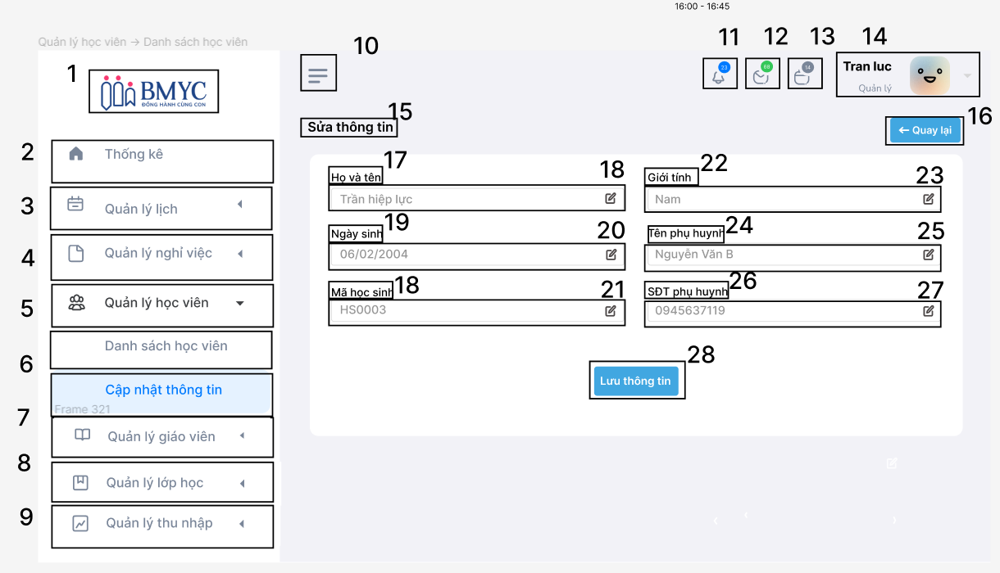 16:00 - 16:45
Quản lý học viên → Danh sách học viên
1
BMYC
ĐỒNG HÀNH CÙNG CON
2
Thống kê
3
Quản lý lịch
4
Quản lý nghỉ việc
5
Quản lý học viên
6
Danh sách học viên
Cập nhật thông tin
Frame 321
7
Quản lý giáo viên
8
Quản lý lớp học
9
Quản lý thu nhập
10
11
23
12
68
13
14
14
Tran luc
Quản lý
15
Sửa thông tin
16
← Quay lại
17
Họ và tên
18
Trần hiệp lực
19
Ngày sinh
20
06/02/2004
18
Mã học sinh
21
HS0003
22
Giới tính
23
Nam
24
Tên phụ huynh
25
Nguyễn Văn B
26
SĐT phụ huynh
27
0945637119
28
Lưu thông tin